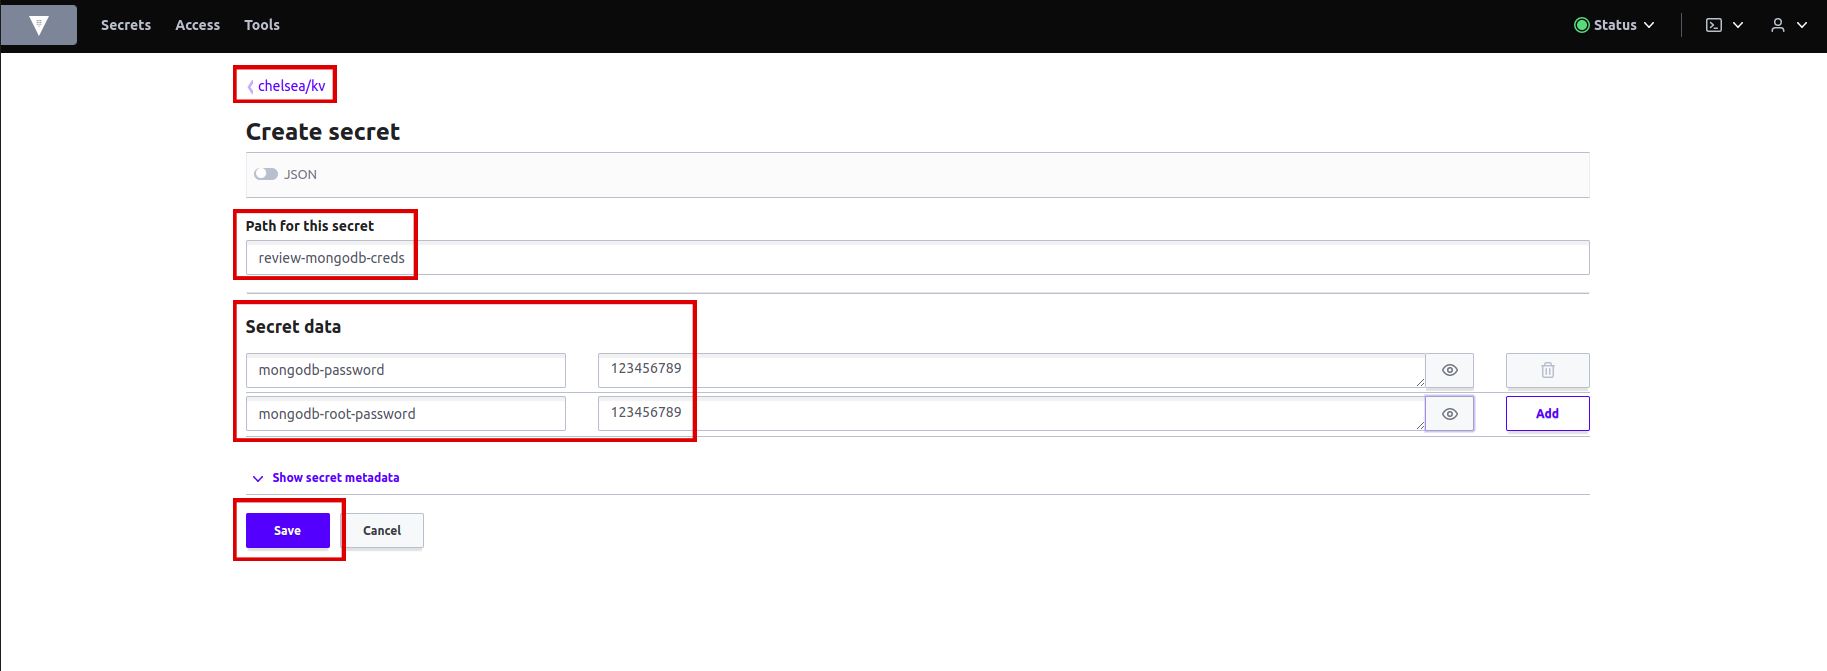 Secrets Access Tools Status
chelsea/kv
Create secret
JSON
Path for this secret
review-mongodb-creds
Secret data
mongodb-password 123456789
mongodb-root-password 123456789 Add
Show secret metadata
Save Cancel